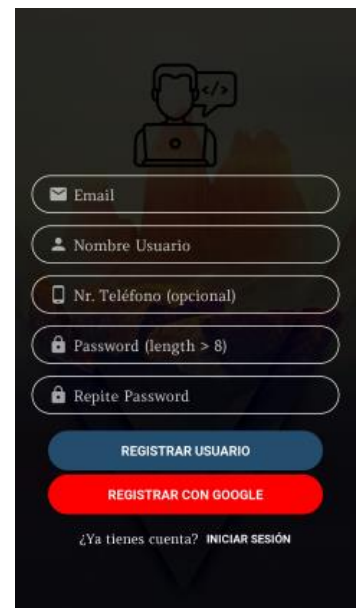 </>
Email
Nombre Usuario
Nr. Teléfono (opcional)
Password (length > 8)
Repite Password
REGISTRAR USUARIO
REGISTRAR CON GOOGLE
¿Ya tienes cuenta? INICIAR SESIÓN